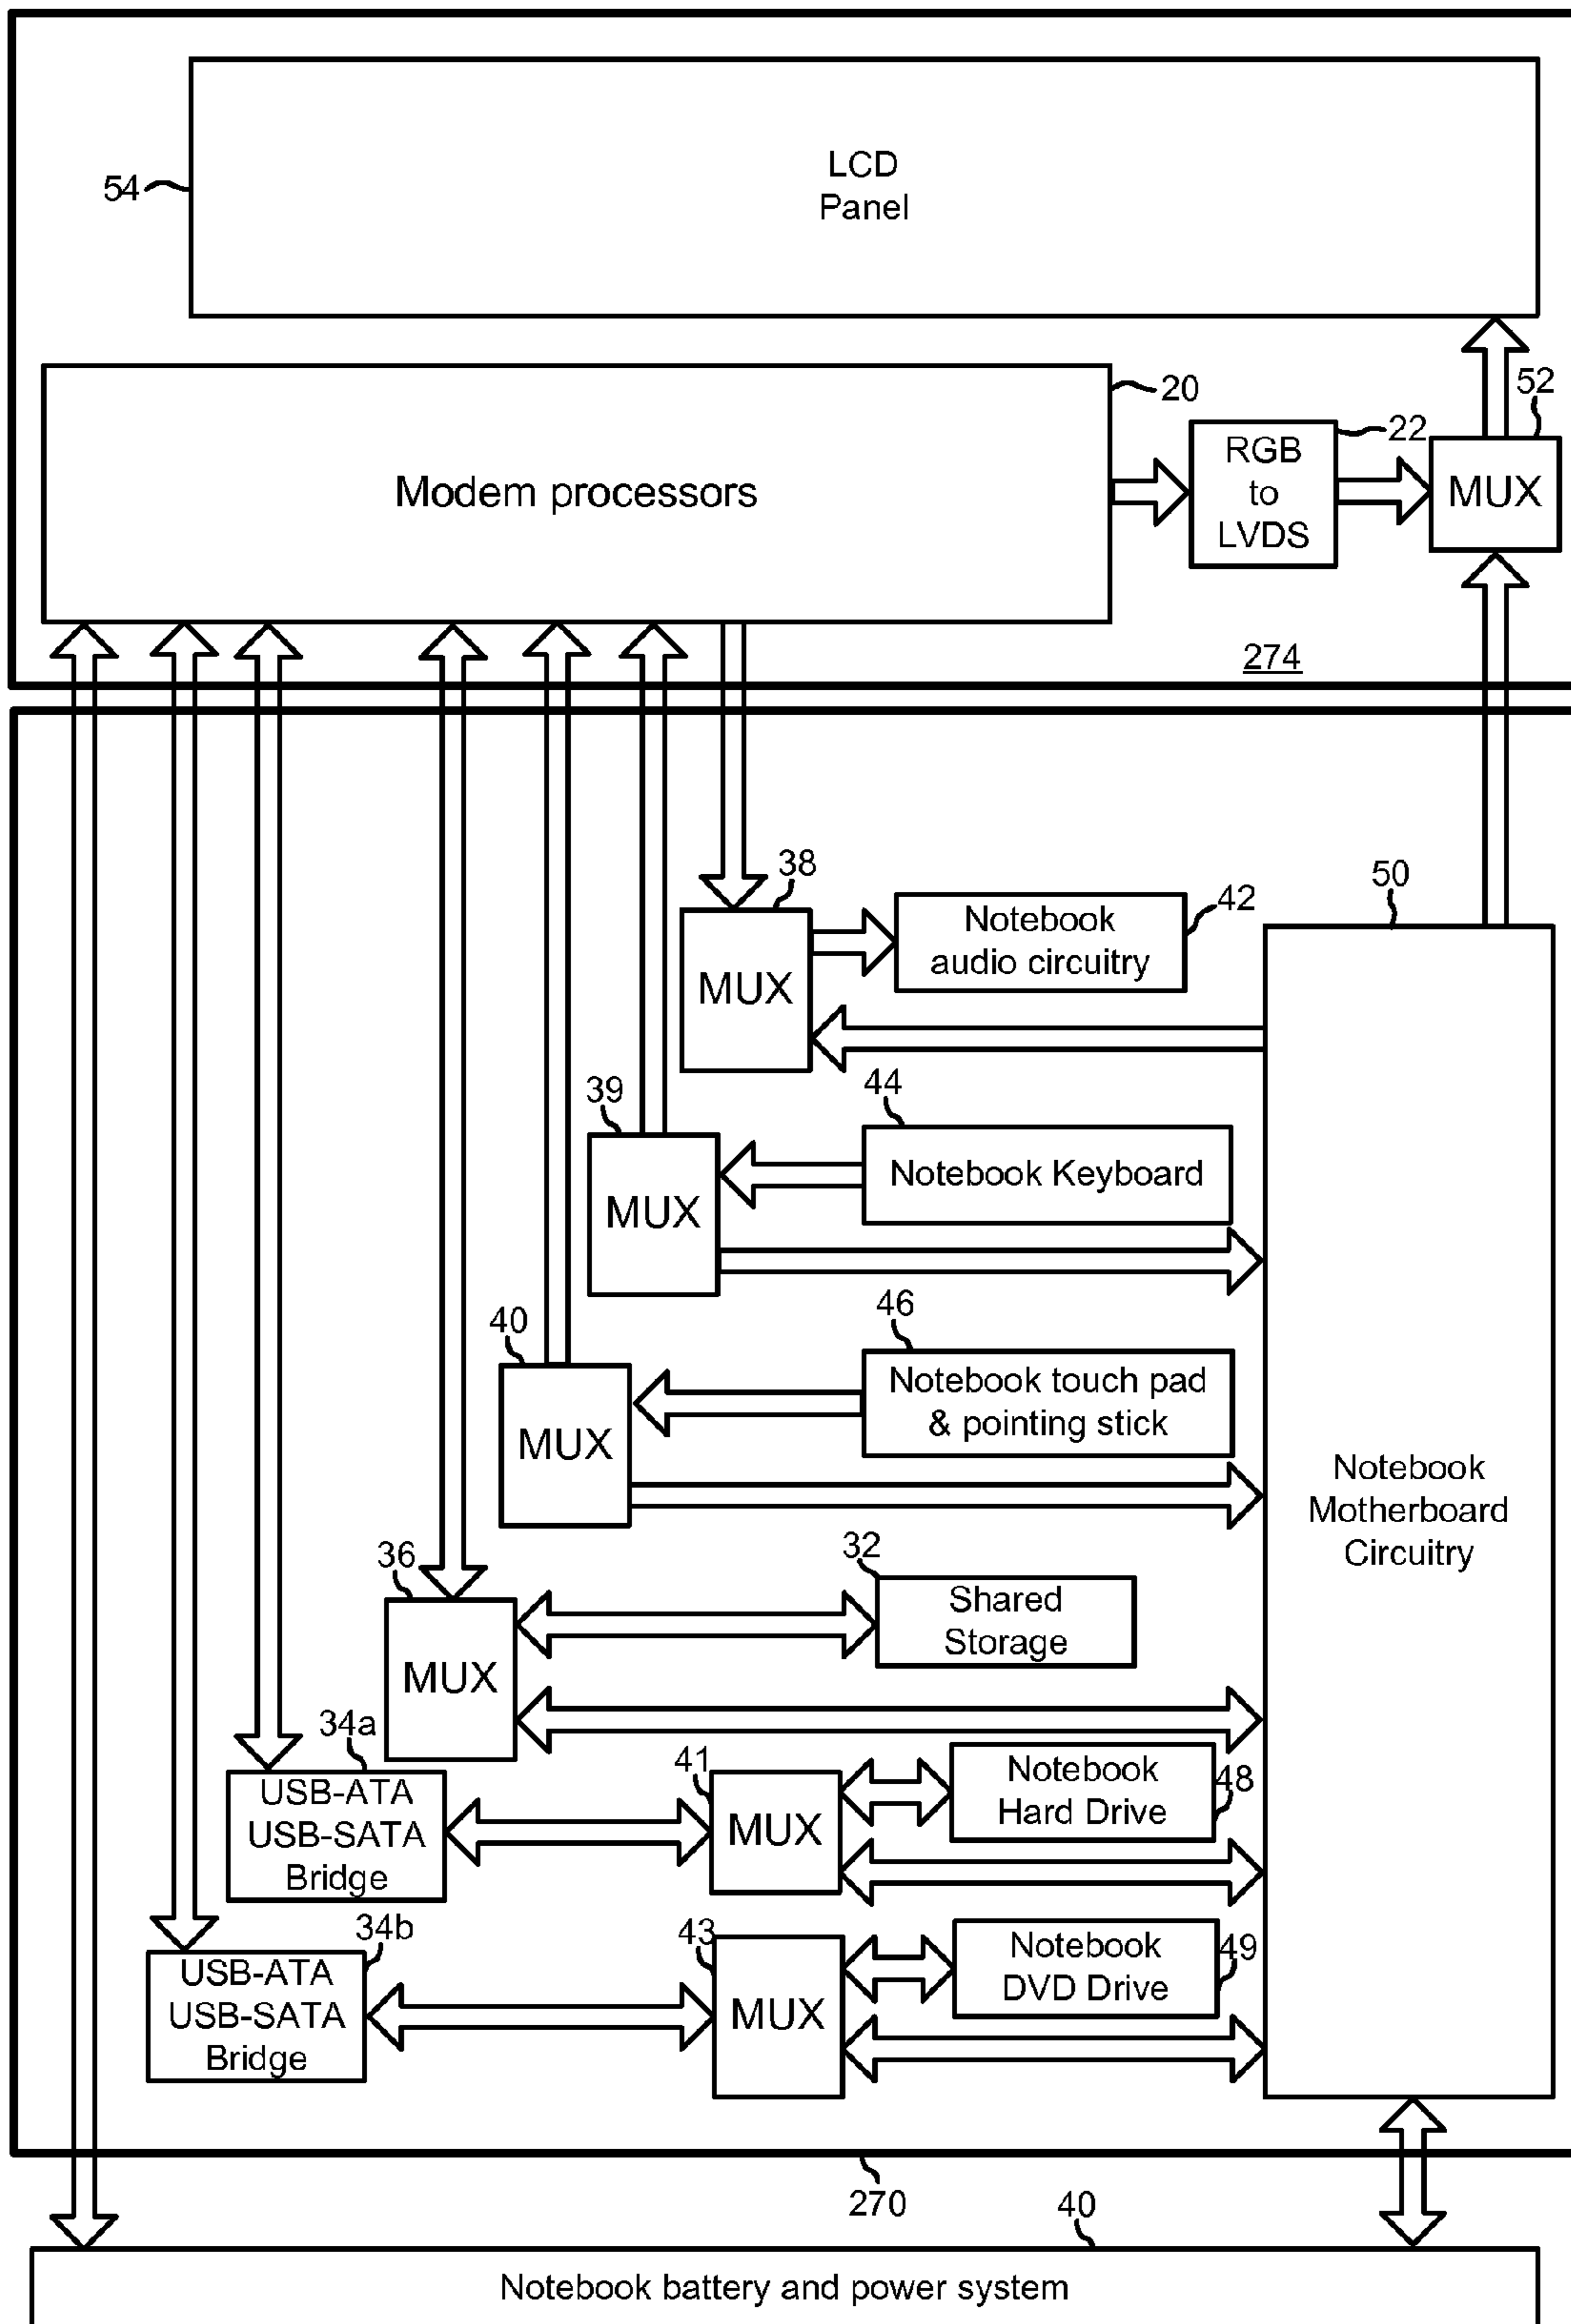 LCD
Panel
54
20
52
22
RGB
to
LVDS
MUX
Modem processors
274
38
50
42
Notebook
audio circuitry
MUX
39
44
Notebook Keyboard
MUX
40
46
Notebook touch pad
& pointing stick
MUX
Notebook
Motherboard
Circuitry
36
32
Shared
Storage
MUX
34a
41
Notebook
Hard Drive
48
USB-ATA
USB-SATA
Bridge
MUX
34b
43
Notebook
DVD Drive
49
USB-ATA
USB-SATA
Bridge
MUX
270
40
Notebook battery and power system